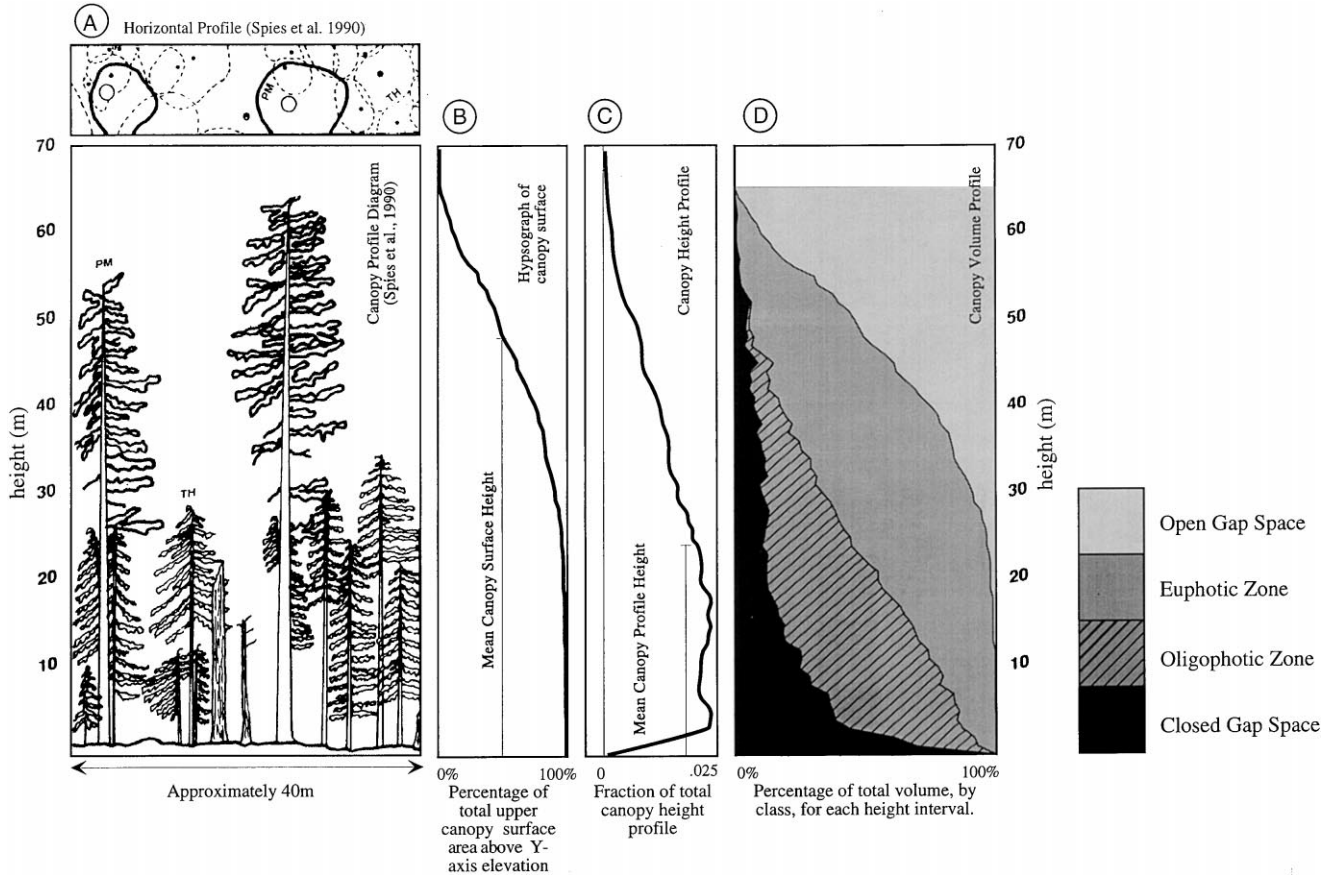 A
Horizontal Profile (Spies et al. 1990)
PM
TH
B
C
D
70
60
50
40
30
20
10
height (m)
Canopy Profile Diagram
(Spies et al., 1990)
PM
TH
Approximately 40m
Hypsograph of
canopy surface
Mean Canopy Surface Height
0%
100%
Percentage of
total upper
canopy surface
area above Y-
axis elevation
Canopy Height Profile
Mean Canopy Profile Height
0
.025
Fraction of total
canopy height
profile
Canopy Volume Profile
0%
100%
Percentage of total volume, by
class, for each height interval.
70
60
50
40
30
20
10
height (m)
Open Gap Space
Euphotic Zone
Oligophotic Zone
Closed Gap Space